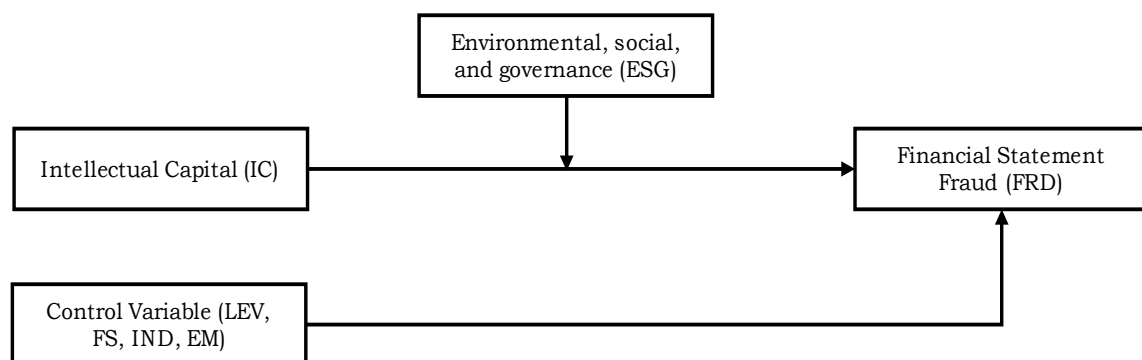 Environmental, social,
and governance (ESG)
Intellectual Capital (IC)
Financial Statement
Fraud (FRD)
Control Variable (LEV,
FS, IND, EM)